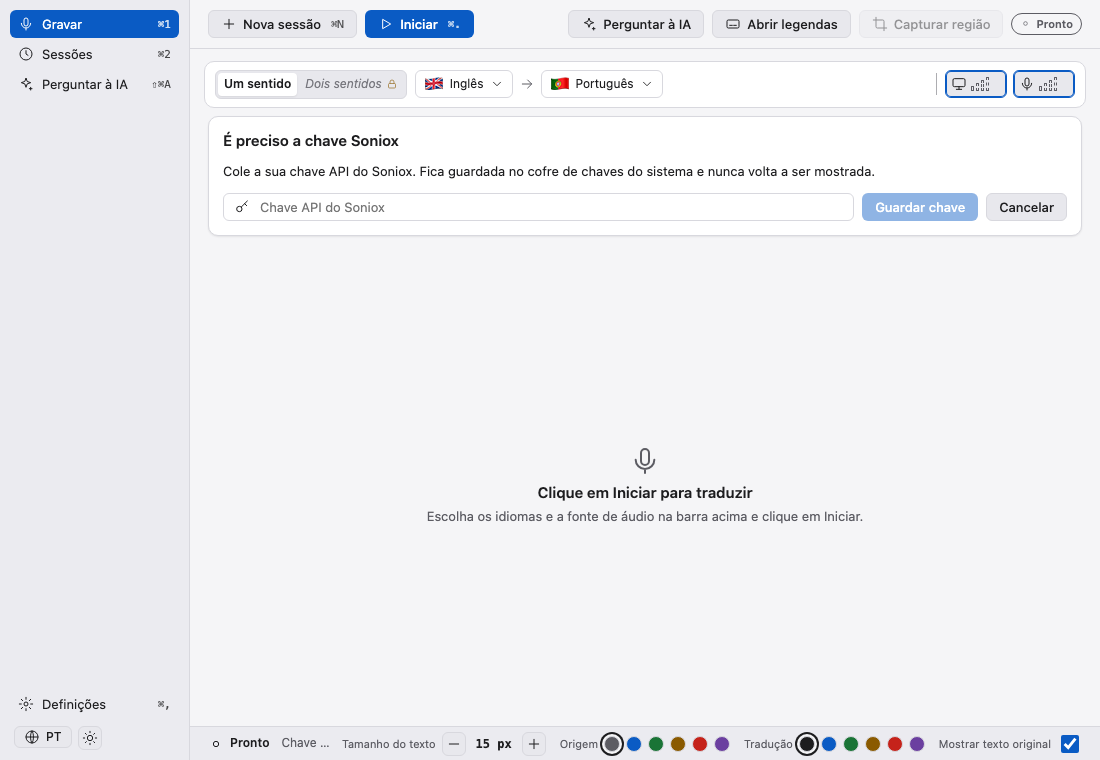 Gravar ⌘1
Sessões ⌘2
Perguntar à IA ⇧⌘A
Nova sessão ⌘N
Iniciar ⌘.
Perguntar à IA
Abrir legendas
Capturar região
Pronto
Um sentido
Dois sentidos
Inglês
Português
É preciso a chave Soniox
Cole a sua chave API do Soniox. Fica guardada no cofre de chaves do sistema e nunca volta a ser mostrada.
Chave API do Soniox
Guardar chave
Cancelar
Clique em Iniciar para traduzir
Escolha os idiomas e a fonte de áudio na barra acima e clique em Iniciar.
Definições ⌘,
PT
Pronto
Chave ...
Tamanho do texto
15 px
Origem
Tradução
Mostrar texto original